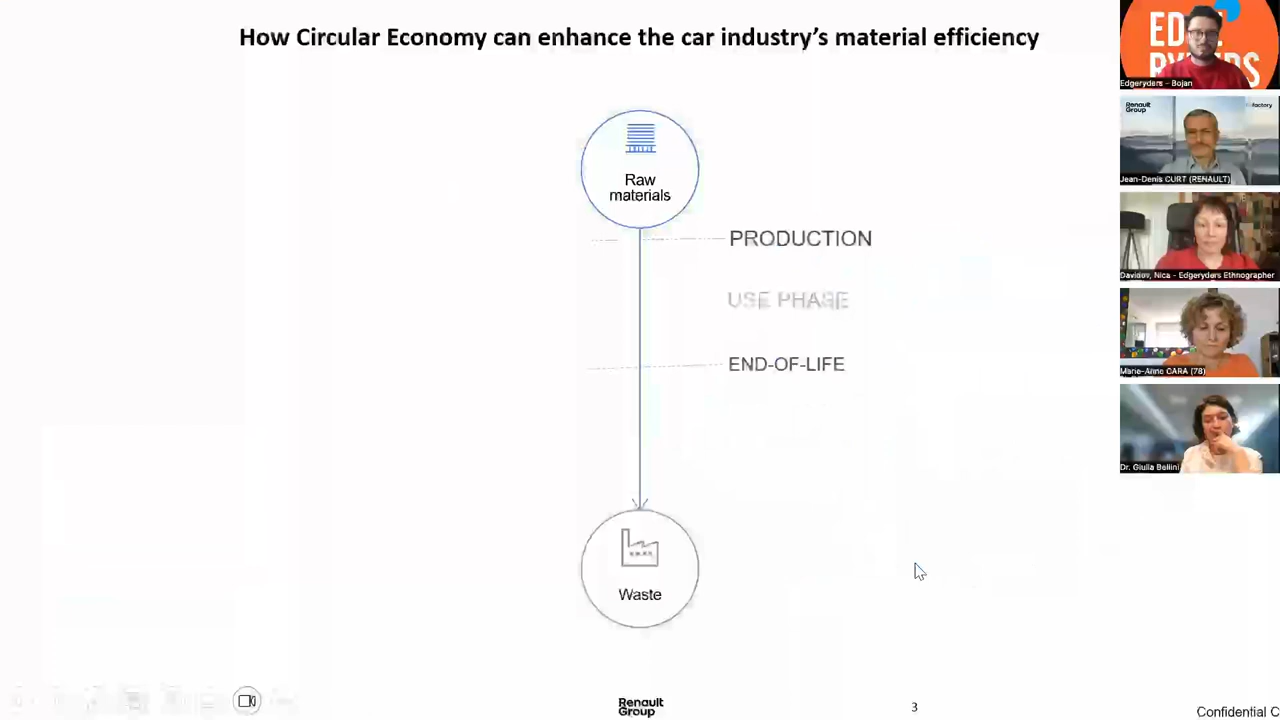 How Circular Economy can enhance the car industry's material efficiency
Raw
materials
PRODUCTION
USE PHASE
END-OF-LIFE
Waste
Renault
Group
3
Confidential C
Edgeryders - Bojan
Renault
Group
Jean-Denis CURT (RENAULT)
Davidov, Nica - Edgeryders Ethnographer
Marie-Anne CARA (78)
Dr. Giulia Bellini